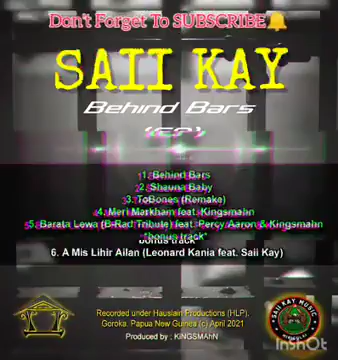 Don't Forget To SUBSCRIBE🔔
SAII KAY
Behind Bars
(EP)
1. Behind Bars
2. Shauna Baby
3. ToBones (Remake)
4. Meri Markham feat. Kingsmahn
5. Barata Lewa (B-Rad Tribute) feat. Percy Aaron & Kingsmahn
*bonus track*
6. A Mis Lihir Ailan (Leonard Kania feat. Saii Kay)
Recorded under Hauslain Productions (HLP).
Goroka. Papua New Guinea (c) April 2021
Produced by : KiNGSMAhN
SAII KAY MUSIC
InShOt